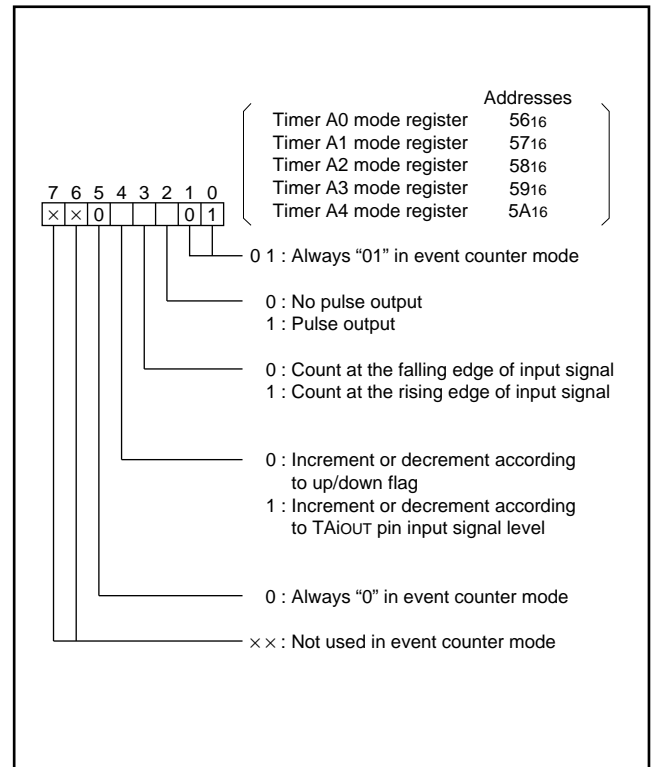 Addresses
Timer A0 mode register 5616
Timer A1 mode register 5716
Timer A2 mode register 5816
Timer A3 mode register 5916
Timer A4 mode register 5A16
7 6 5 4 3 2 1 0
× × 0 0 1
0 1 : Always “01” in event counter mode
0 : No pulse output
1 : Pulse output
0 : Count at the falling edge of input signal
1 : Count at the rising edge of input signal
0 : Increment or decrement according
to up/down flag
1 : Increment or decrement according
to TAiOUT pin input signal level
0 : Always “0” in event counter mode
×× : Not used in event counter mode